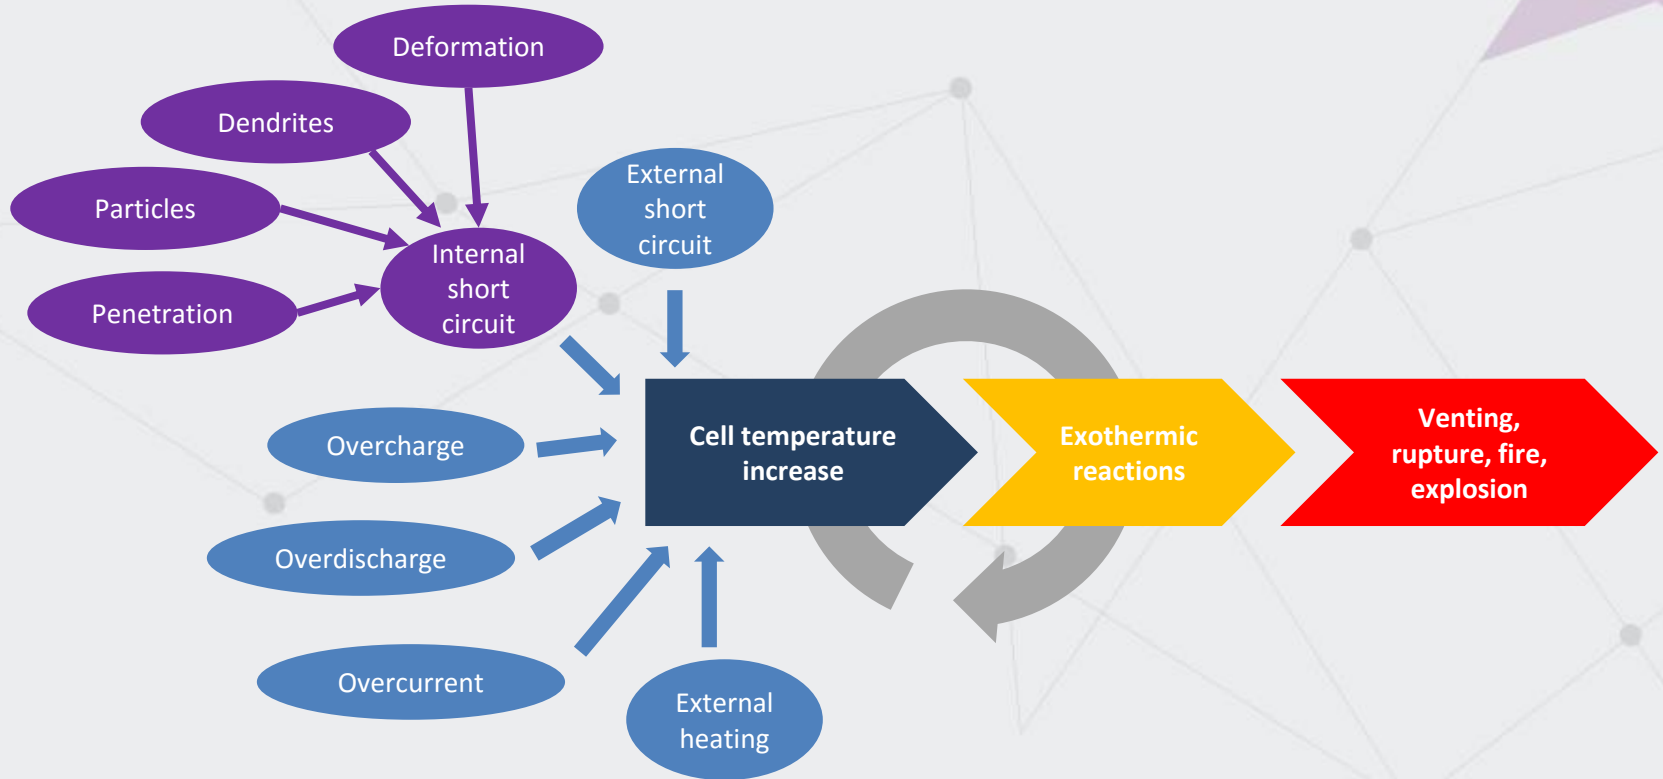 Deformation
Dendrites
Particles
Penetration
Internal
short
circuit
External
short
circuit
Overcharge
Overdischarge
Overcurrent
External
heating
Cell temperature
increase
Exothermic
reactions
Venting,
rupture, fire,
explosion